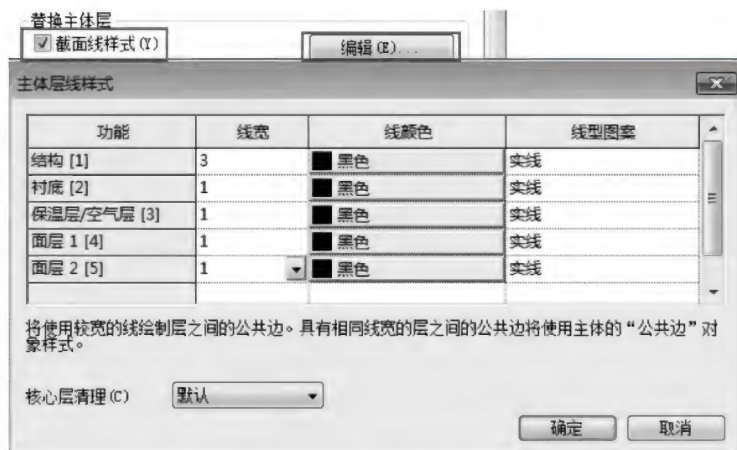 替换主体层
截面线样式(Y)
编辑(E)...
主体层线样式
功能 线宽 线颜色 线型图案
结构 [1] 3 黑色 实线
衬底 [2] 1 黑色 实线
保温层/空气层 [3] 1 黑色 实线
面层 1 [4] 1 黑色 实线
面层 2 [5] 1 黑色 实线
将使用较宽的线绘制层之间的公共边。具有相同线宽的层之间的公共边将使用主体的“公共边”对
象样式。
核心层清理(C) 默认
确定 取消